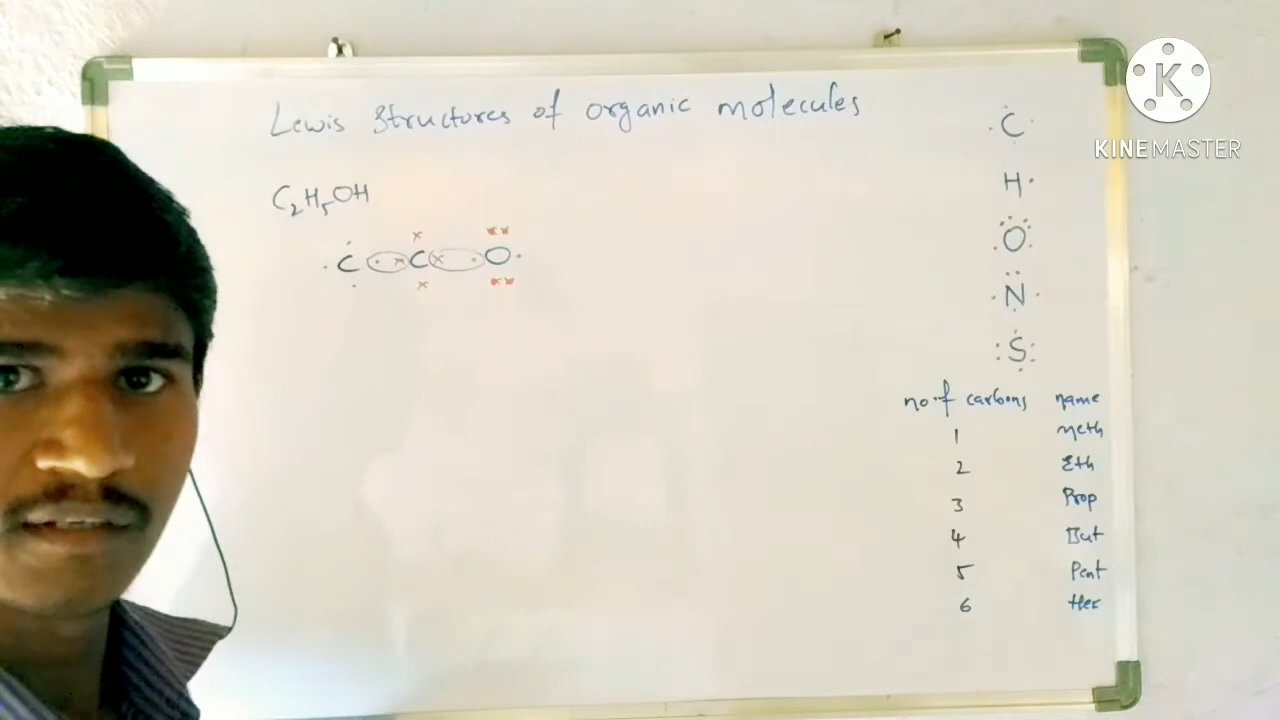 Lewis Structures of organic molecules
C₂H₅OH
C C O
C
H
O
N
S
no.of carbons name
1 Meth
2 Eth
3 Prop
4 But
5 Pent
6 Hex
K
KINEMASTER